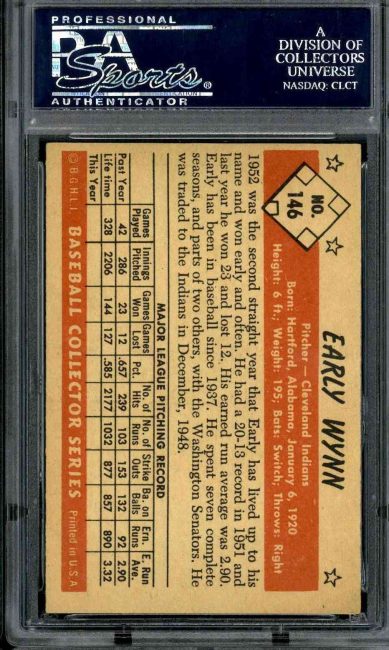 PROFESSIONAL
PSA
Sports®
AUTHENTICATOR
A
DIVISION OF
COLLECTORS
UNIVERSE
NASDAQ: CLCT
NO.
146
EARLY WYNN
Pitcher — Cleveland Indians
Born: Hartford, Alabama, January 6, 1920
Height: 6 ft.; Weight: 195; Bats: Switch, Throws: Right
1952 was the second straight year that Early has lived up to his
name and won early and often. He had a 20-13 record in 1951 and
last year he won 23 and lost 12. His earned run average was 2.90.
Early has been in baseball since 1937. He spent seven complete
seasons, and parts of two others, with the Washington Senators. He
was traded to the Indians in December, 1948.
MAJOR LEAGUE PITCHING RECORD
Games Innings Games Games No. of No. of Strike Ba. on Ern. E. Run
Played Pitched Won Lost Pct. Hits Runs Outs Balls Runs Ave.
Past Year 42 286 23 12 .657 239 103 153 132 92 2.90
Life time 328 2206 144 127 .585 2177 1032 877 857 890 3.32
This Year
© B.G.H.L.I. BASEBALL COLLECTOR SERIES Printed in U.S.A